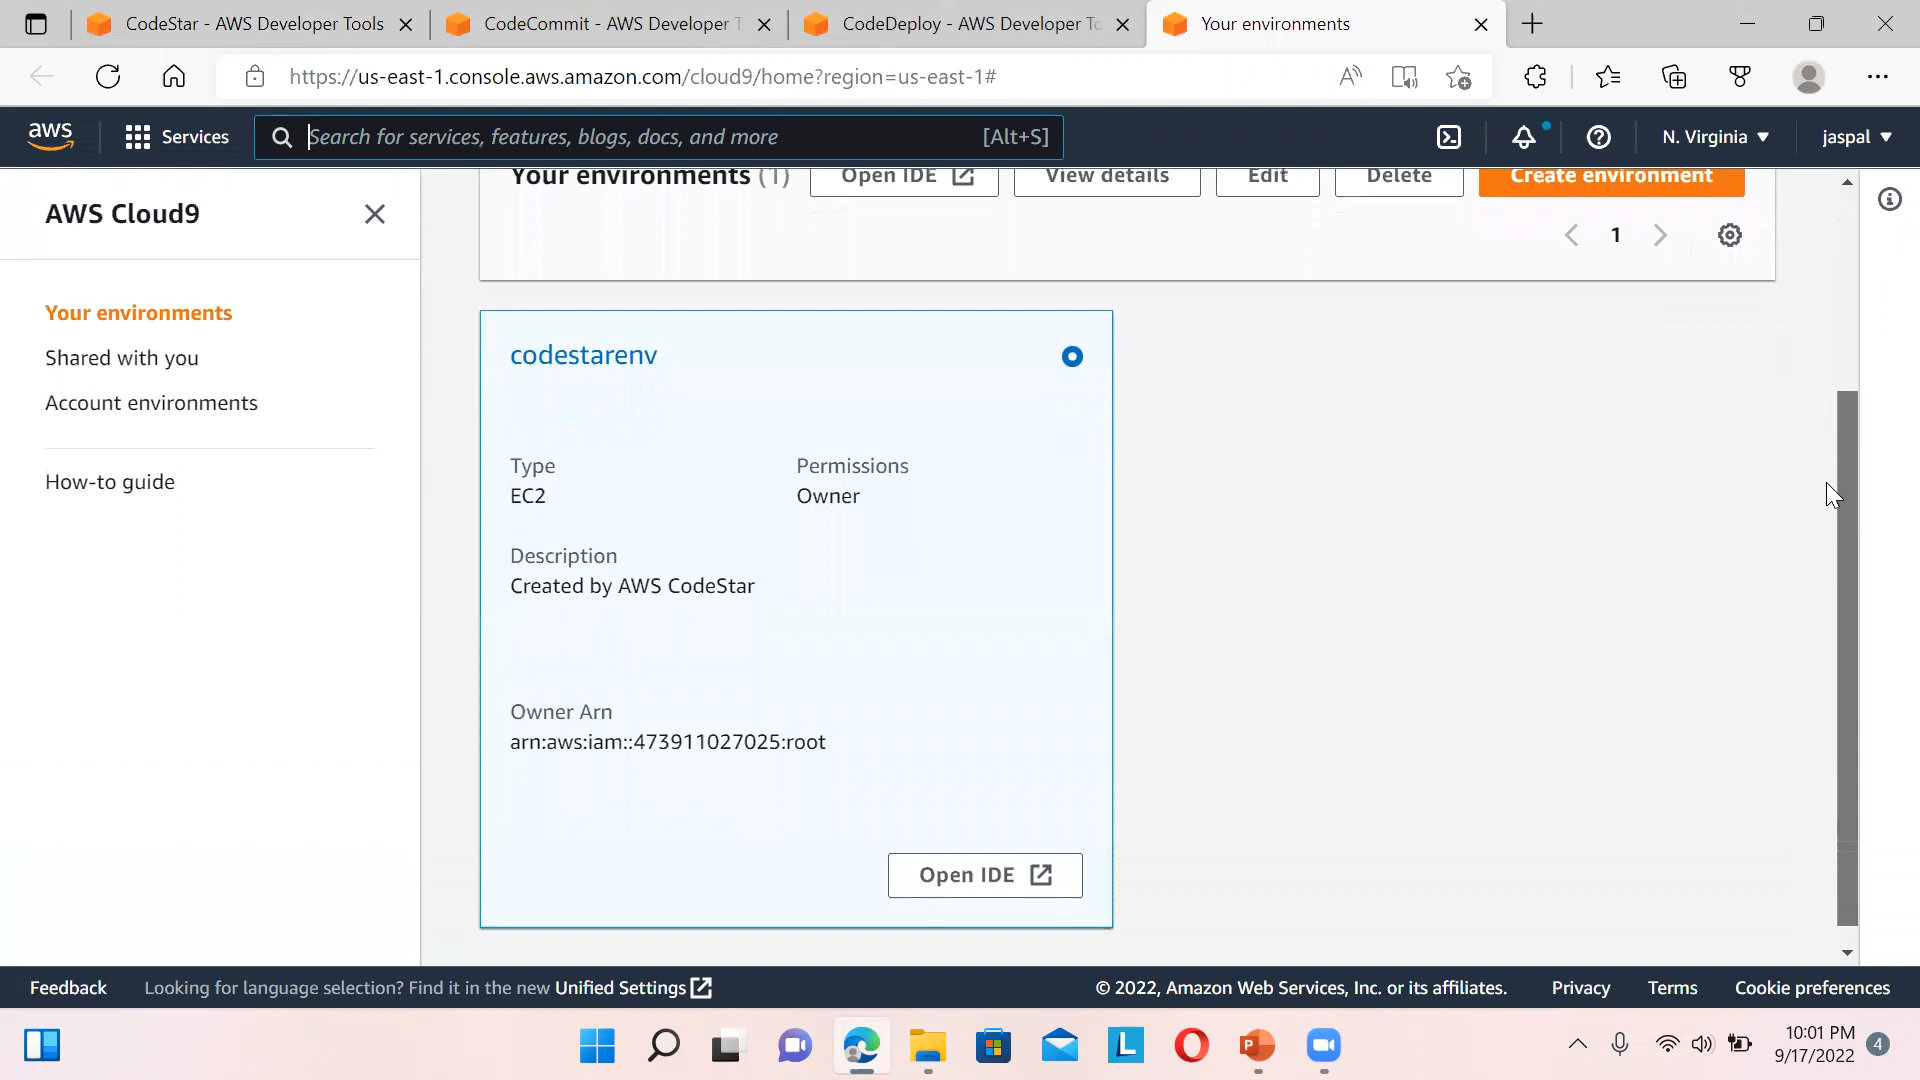 CodeStar - AWS Developer Tools
CodeCommit - AWS Developer T
CodeDeploy - AWS Developer To
Your environments
https://us-east-1.console.aws.amazon.com/cloud9/home?region=us-east-1#
aws
Services
Search for services, features, blogs, docs, and more
[Alt+S]
N. Virginia
jaspal
AWS Cloud9
Your environments
Shared with you
Account environments
How-to guide
Your environments (1)
Open IDE
View details
Edit
Delete
Create environment
1
codestarenv
Type
EC2
Permissions
Owner
Description
Created by AWS CodeStar
Owner Arn
arn:aws:iam::473911027025:root
Open IDE
Feedback
Looking for language selection? Find it in the new Unified Settings
© 2022, Amazon Web Services, Inc. or its affiliates.
Privacy
Terms
Cookie preferences
10:01 PM
9/17/2022
4